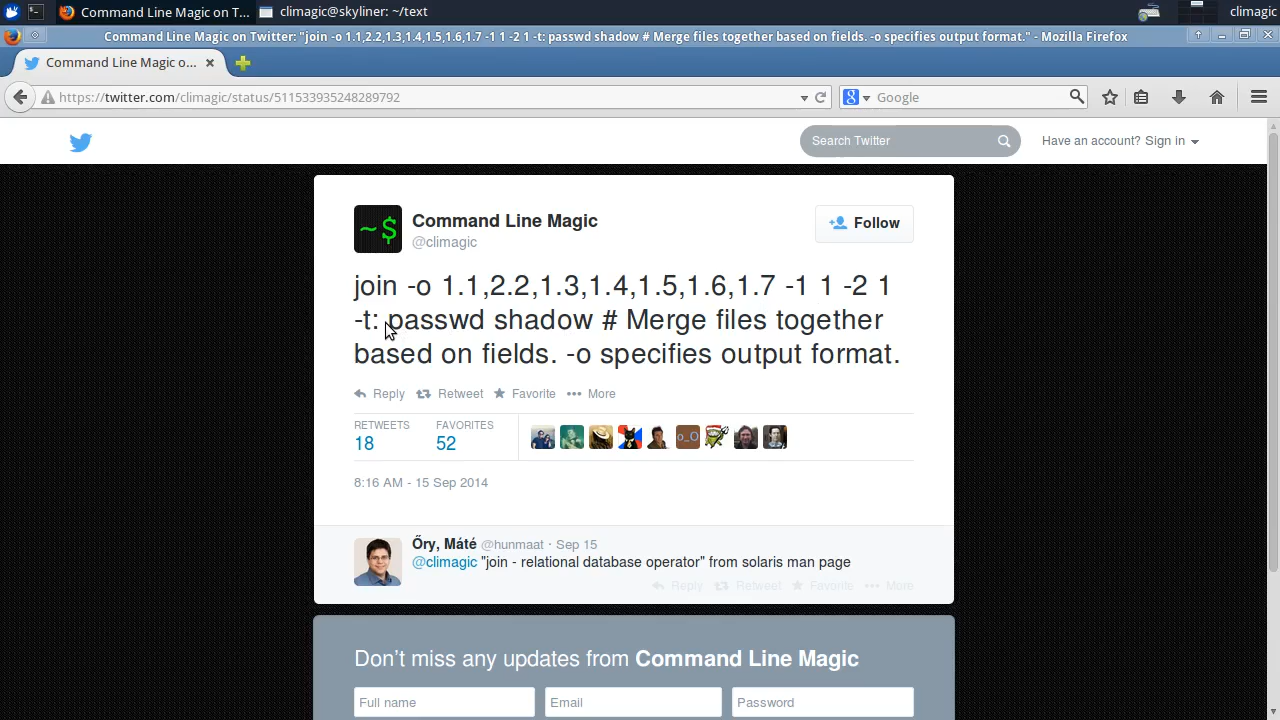 Command Line Magic on T...
climagic@skyliner: ~/text
climagic
Command Line Magic on Twitter: "join -o 1.1,2.2,1.3,1.4,1.5,1.6,1.7 -1 1 -2 1 -t: passwd shadow # Merge files together based on fields. -o specifies output format." - Mozilla Firefox
Command Line Magic o...
https://twitter.com/climagic/status/511533935248289792
Google
Search Twitter
Have an account? Sign in
~$
Command Line Magic
@climagic
Follow
join -o 1.1,2.2,1.3,1.4,1.5,1.6,1.7 -1 1 -2 1
-t: passwd shadow # Merge files together
based on fields. -o specifies output format.
Reply Retweet Favorite More
RETWEETS FAVORITES
18 52
o_O
8:16 AM - 15 Sep 2014
Őry, Máté @hunmaat · Sep 15
@climagic "join - relational database operator" from solaris man page
Reply Retweet Favorite More
Don't miss any updates from Command Line Magic
Full name Email Password